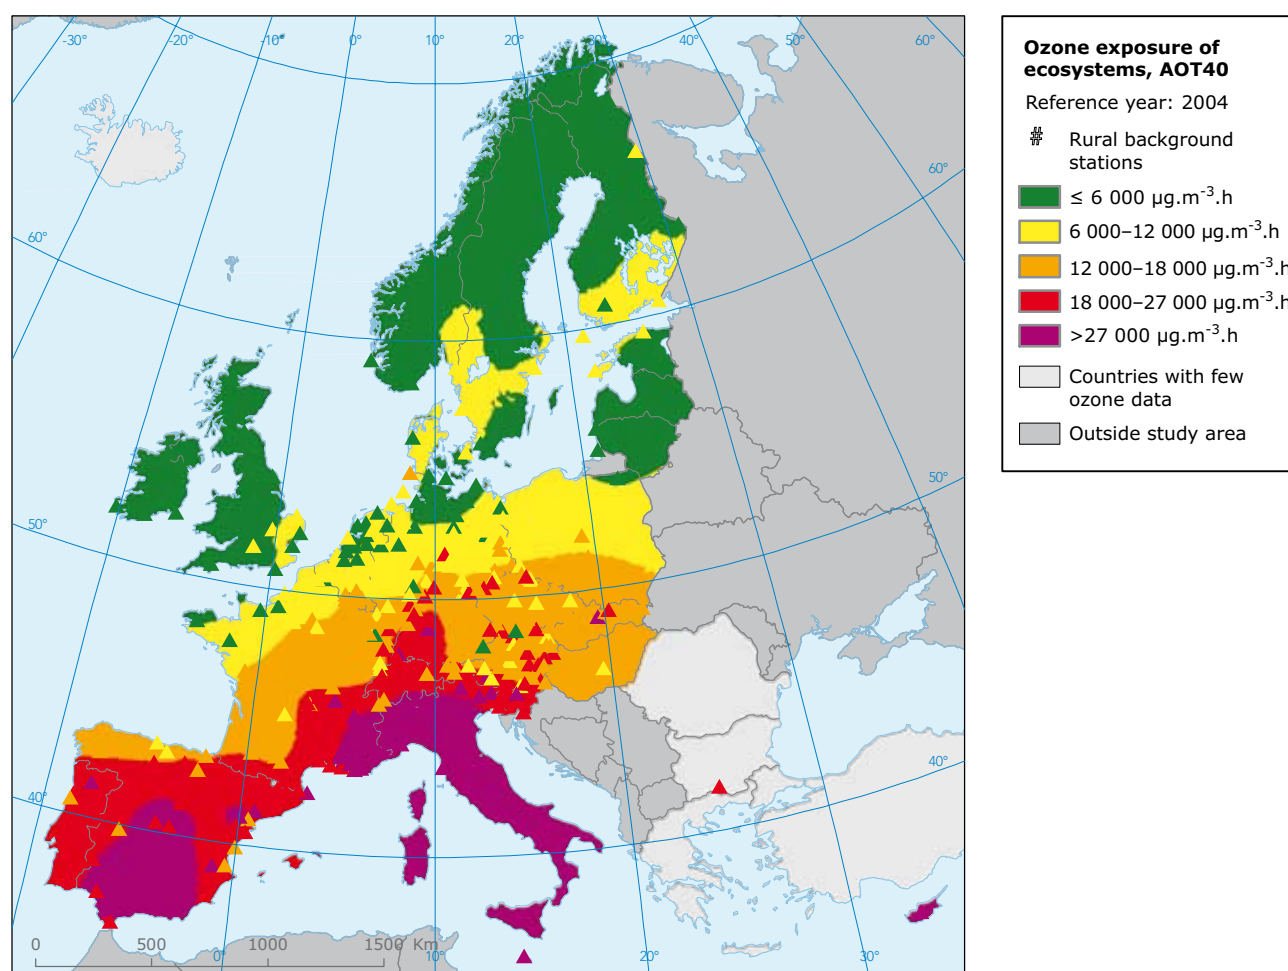 -30°
-20°
-10°
0°
10°
20°
30°
40°
50°
60°
60°
60°
50°
50°
40°
40°
0 500 1000 1500 Km
0°
10°
20°
30°
Ozone exposure of
ecosystems, AOT40
Reference year: 2004
# Rural background
stations
≤ 6 000 µg.m-3.h
6 000–12 000 µg.m-3.h
12 000–18 000 µg.m-3.h
18 000–27 000 µg.m-3.h
>27 000 µg.m-3.h
Countries with few
ozone data
Outside study area